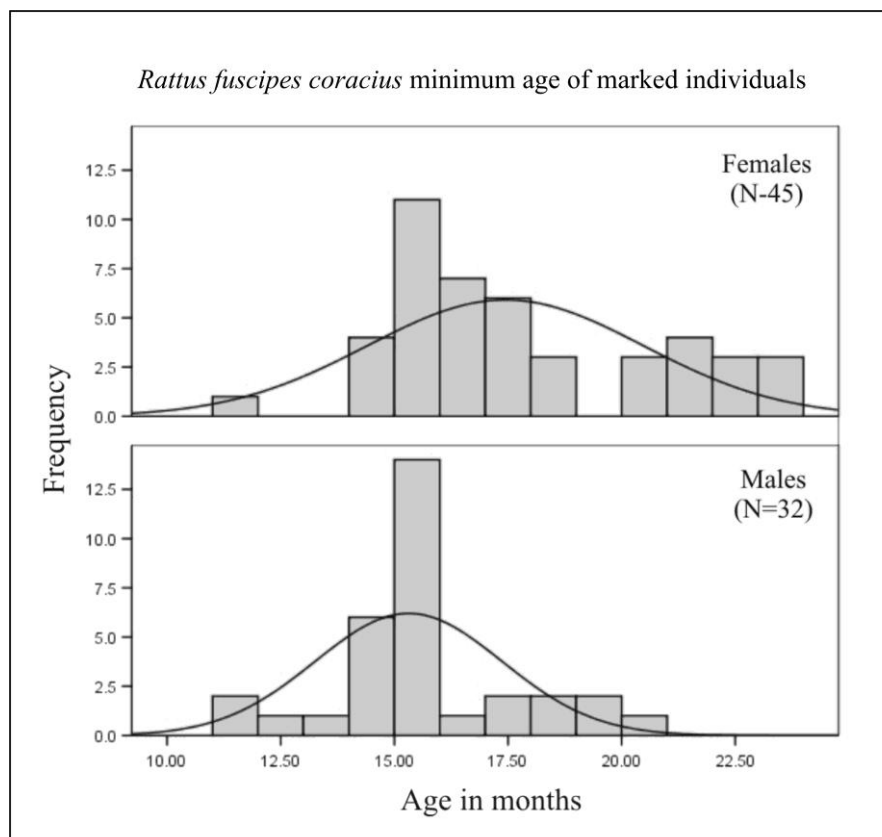 Rattus fuscipes coracius minimum age of marked individuals
Females
(N-45)
12.5
10.0
7.5
5.0
2.5
0.0
Frequency
Males
(N=32)
12.5
10.0
7.5
5.0
2.5
0.0
10.00 12.50 15.00 17.50 20.00 22.50
Age in months